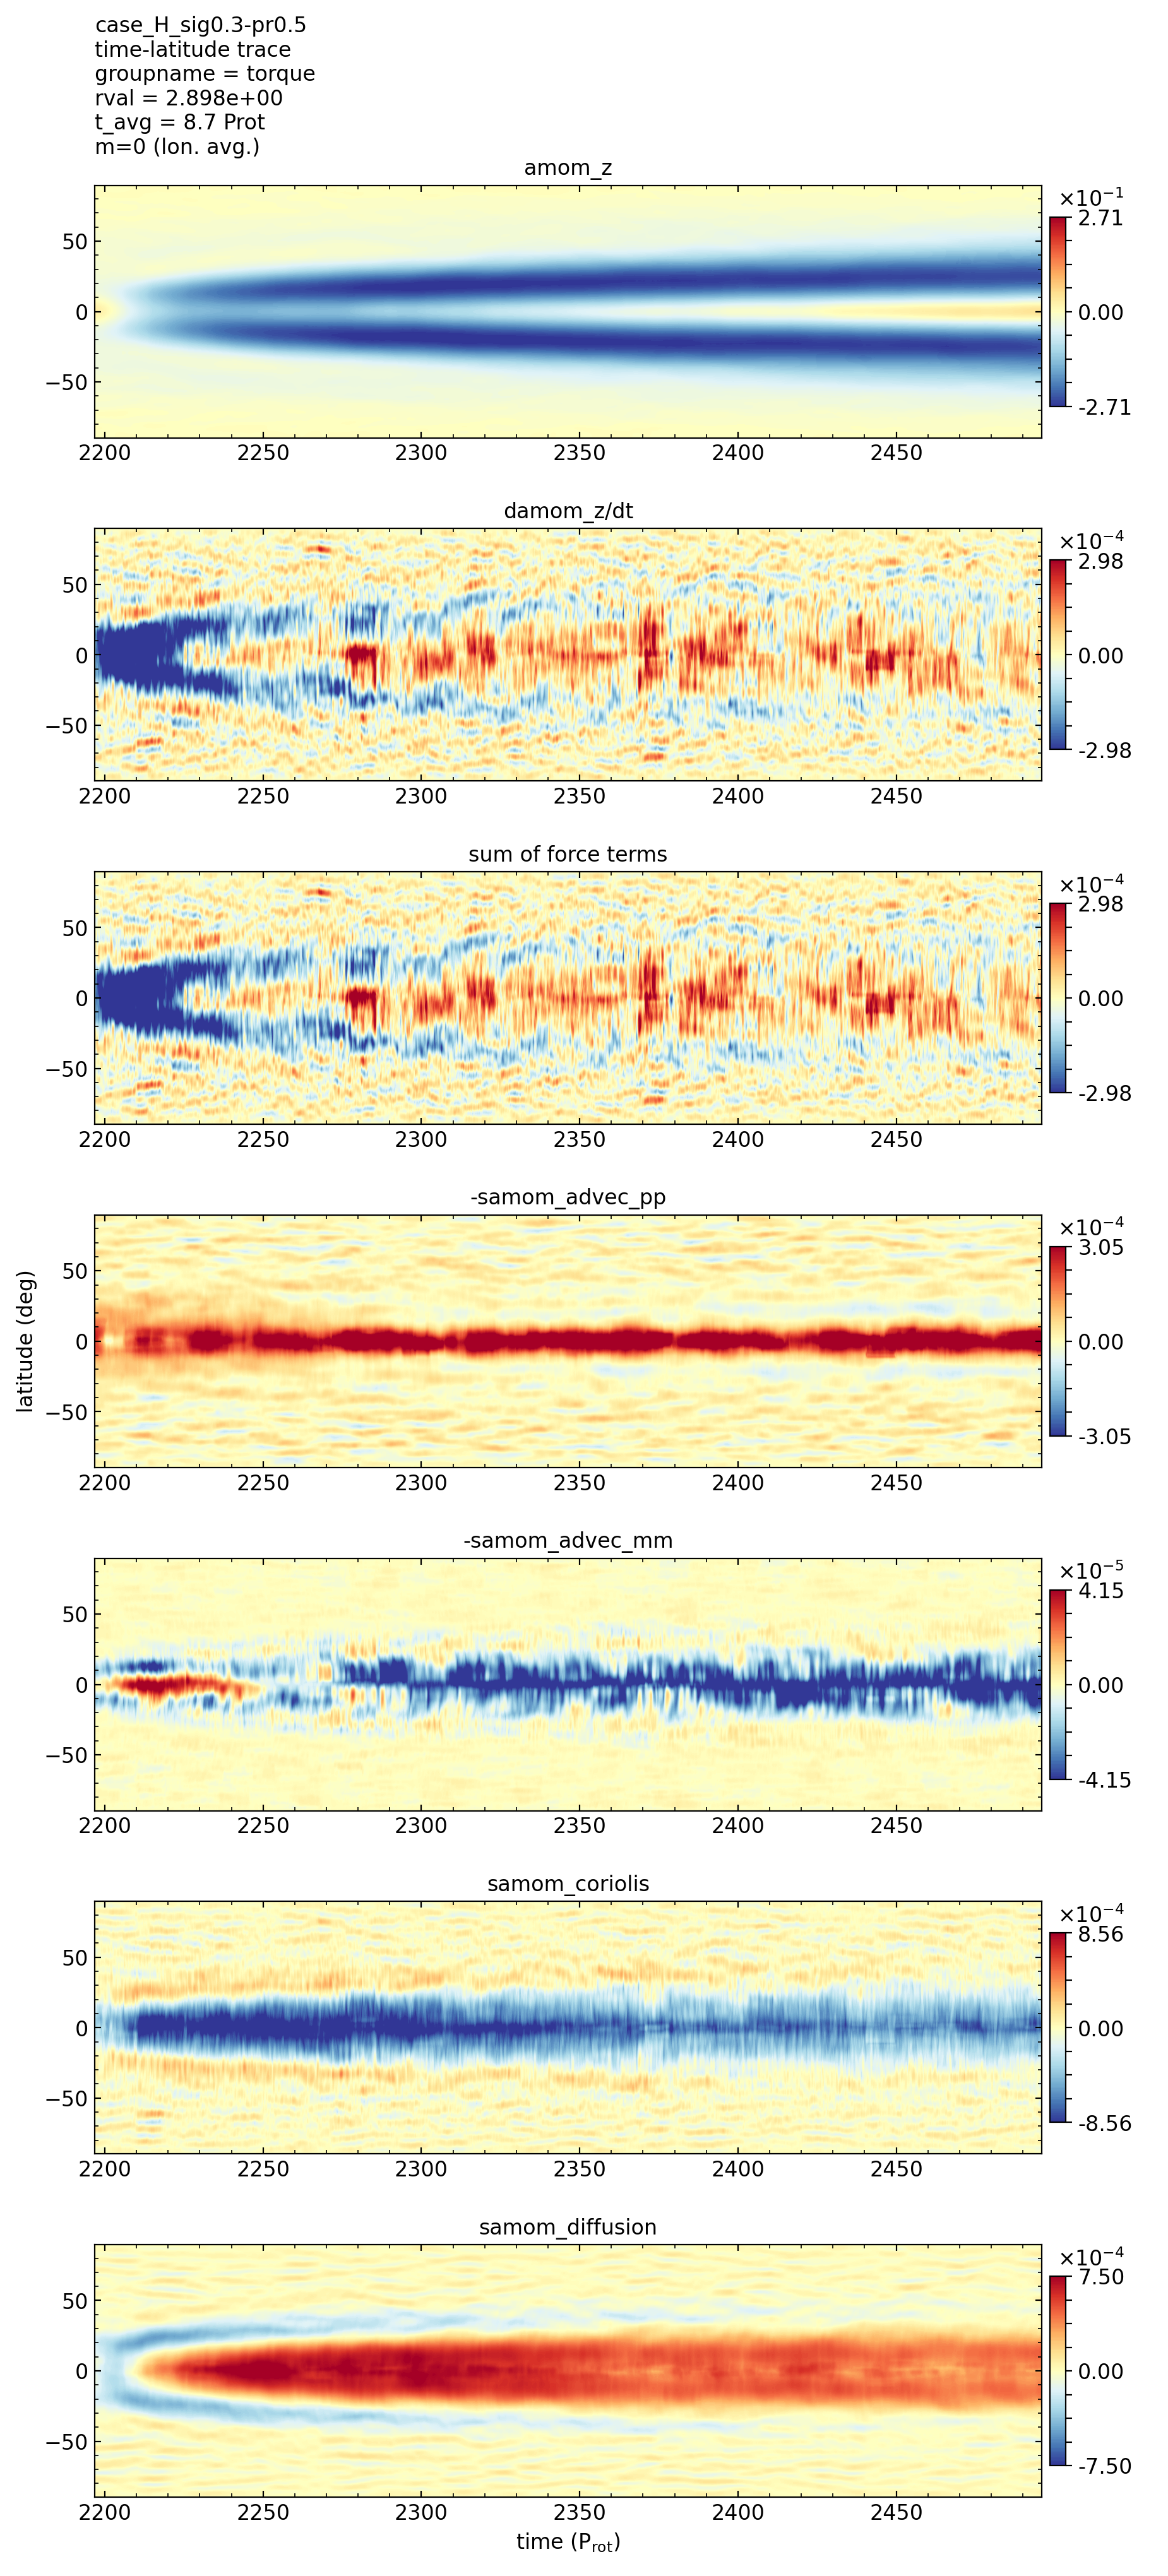 case_H_sig0.3-pr0.5
time-latitude trace
groupname = torque
rval = 2.898e+00
t_avg = 8.7 Prot
m=0 (lon. avg.)
amom_z
×10⁻¹
2.71
0.00
-2.71
50
0
−50
2200 2250 2300 2350 2400 2450
damom_z/dt
×10⁻⁴
2.98
0.00
-2.98
50
0
−50
2200 2250 2300 2350 2400 2450
sum of force terms
×10⁻⁴
2.98
0.00
-2.98
50
0
−50
2200 2250 2300 2350 2400 2450
-samom_advec_pp
×10⁻⁴
3.05
0.00
-3.05
50
0
−50
latitude (deg)
2200 2250 2300 2350 2400 2450
-samom_advec_mm
×10⁻⁵
4.15
0.00
-4.15
50
0
−50
2200 2250 2300 2350 2400 2450
samom_coriolis
×10⁻⁴
8.56
0.00
-8.56
50
0
−50
2200 2250 2300 2350 2400 2450
samom_diffusion
×10⁻⁴
7.50
0.00
-7.50
50
0
−50
2200 2250 2300 2350 2400 2450
time (P_rot)